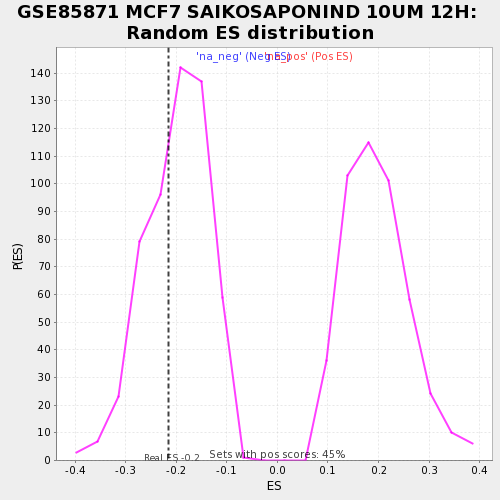 GSE85871 MCF7 SAIKOSAPONIND 10UM 12H:
Random ES distribution
'na_neg' (Neg ES) 'na_pos' (Pos ES)
140
130
120
110
100
90
80
70
60
50
40
30
20
10
0
P(ES)
Real ES -0.2
Sets with pos scores: 45%
-0.4 -0.3 -0.2 -0.1 0.0 0.1 0.2 0.3 0.4
ES